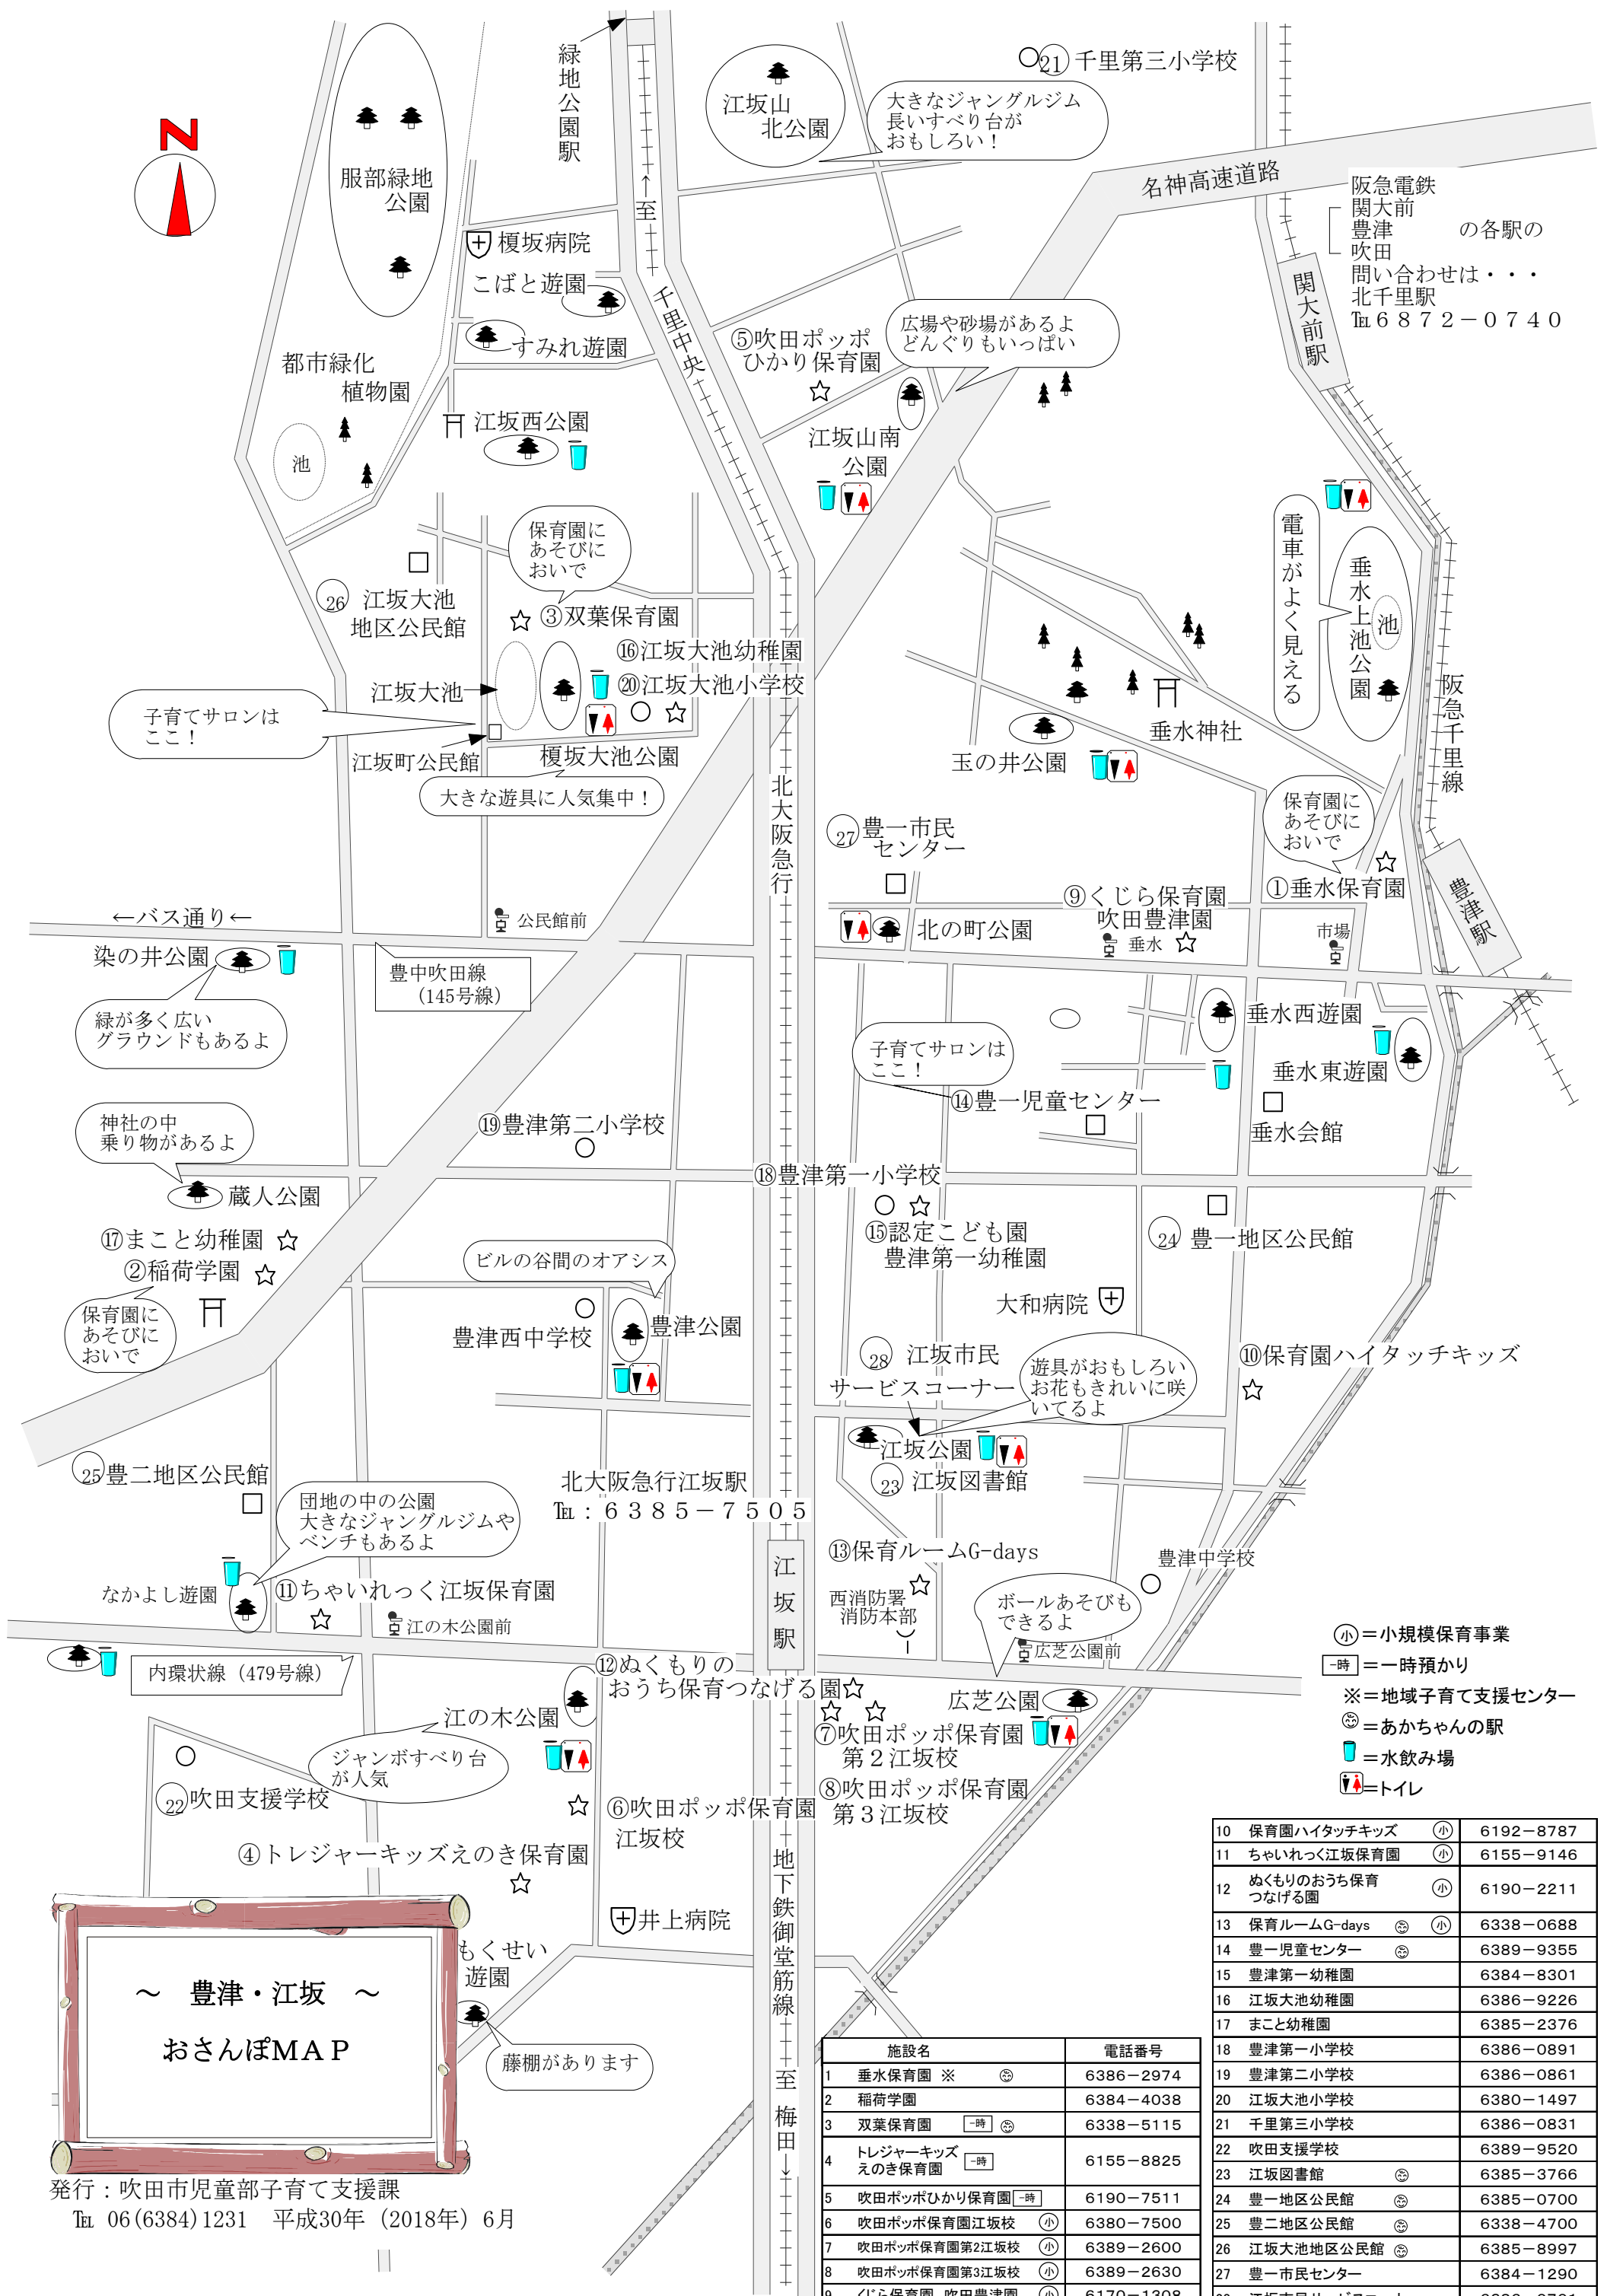 N
緑地公園駅
㉑千里第三小学校
江坂山
北公園
大きなジャングルジム
長いすべり台が
おもしろい！
服部緑地
公園
名神高速道路
阪急電鉄
関大前
豊津
の各駅の
吹田
問い合わせは・・・
北千里駅
℡６８７２－０７４０
関大前駅
←至
千里中央
榎坂病院
こばと遊園
すみれ遊園
⑤吹田ポッポ
ひかり保育園
広場や砂場があるよ
どんぐりもいっぱい
都市緑化
植物園
池
江坂西公園
江坂山南
公園
保育園に
あそびに
おいで
㉖ 江坂大池
地区公民館
③双葉保育園
⑯江坂大池幼稚園
⑳江坂大池小学校
江坂大池
子育てサロンは
ここ！
江坂町公民館
榎坂大池公園
大きな遊具に人気集中！
電車がよく見える
垂水上池公園
池
阪急千里線
垂水神社
玉の井公園
北大阪急行
㉗豊一市民
センター
保育園に
あそびに
おいで
①垂水保育園
⑨くじら保育園
吹田豊津園
豊津駅
←バス通り←
公民館前
北の町公園
垂水
市場
染の井公園
豊中吹田線
（145号線）
緑が多く広い
グラウンドもあるよ
垂水西遊園
垂水東遊園
子育てサロンは
ここ！
⑭豊一児童センター
垂水会館
神社の中
乗り物があるよ
⑲豊津第二小学校
⑱豊津第一小学校
蔵人公園
⑮認定こども園
豊津第一幼稚園
㉔ 豊一地区公民館
⑰まこと幼稚園
②稲荷学園
保育園に
あそびに
おいで
ビルの谷間のオアシス
豊津西中学校
豊津公園
大和病院
㉘ 江坂市民
サービスコーナー
遊具がおもしろい
お花もきれいに咲
いてるよ
⑩保育園ハイタッチキッズ
江坂公園
㉓ 江坂図書館
㉕豊二地区公民館
北大阪急行江坂駅
℡：６３８５－７５０５
団地の中の公園
大きなジャングルジムや
ベンチもあるよ
江坂駅
⑬保育ルームG-days
豊津中学校
なかよし遊園
⑪ちゃいれっく江坂保育園
西消防署
消防本部
ボールあそびも
できるよ
江の木公園前
広芝公園前
㊙小＝小規模保育事業
一時＝一時預かり
※＝地域子育て支援センター
＝あかちゃんの駅
＝水飲み場
＝トイレ
内環状線（479号線）
⑫ぬくもりの
おうち保育つなげる園
江の木公園
広芝公園
⑦吹田ポッポ保育園
第２江坂校
ジャンボすべり台
が人気
㉒吹田支援学校
⑥吹田ポッポ保育園
江坂校
⑧吹田ポッポ保育園
第３江坂校
④トレジャーキッズえのき保育園
地下鉄御堂筋線
井上病院
もくせい
遊園
藤棚があります
至 梅田→
～ 豊津・江坂 ～
おさんぽMAP
発行：吹田市児童部子育て支援課
℡ 06(6384)1231 平成30年（2018年）6月
施設名 電話番号
1 垂水保育園 ※ 6386－2974
2 稲荷学園 6384－4038
3 双葉保育園 一時 6338－5115
4 トレジャーキッズ
えのき保育園 一時 6155－8825
5 吹田ポッポひかり保育園 一時 6190－7511
6 吹田ポッポ保育園江坂校 小 6380－7500
7 吹田ポッポ保育園第2江坂校 小 6389－2600
8 吹田ポッポ保育園第3江坂校 小 6389－2630
9 くじら保育園 吹田豊津園 小 6170－1308
10 保育園ハイタッチキッズ 小 6192－8787
11 ちゃいれっく江坂保育園 小 6155－9146
12 ぬくもりのおうち保育
つなげる園 小 6190－2211
13 保育ルームG-days 小 6338－0688
14 豊一児童センター 6389－9355
15 豊津第一幼稚園 6384－8301
16 江坂大池幼稚園 6386－9226
17 まこと幼稚園 6385－2376
18 豊津第一小学校 6386－0891
19 豊津第二小学校 6386－0861
20 江坂大池小学校 6380－1497
21 千里第三小学校 6386－0831
22 吹田支援学校 6389－9520
23 江坂図書館 6385－3766
24 豊一地区公民館 6385－0700
25 豊二地区公民館 6338－4700
26 江坂大池地区公民館 6385－8997
27 豊一市民センター 6384－1290